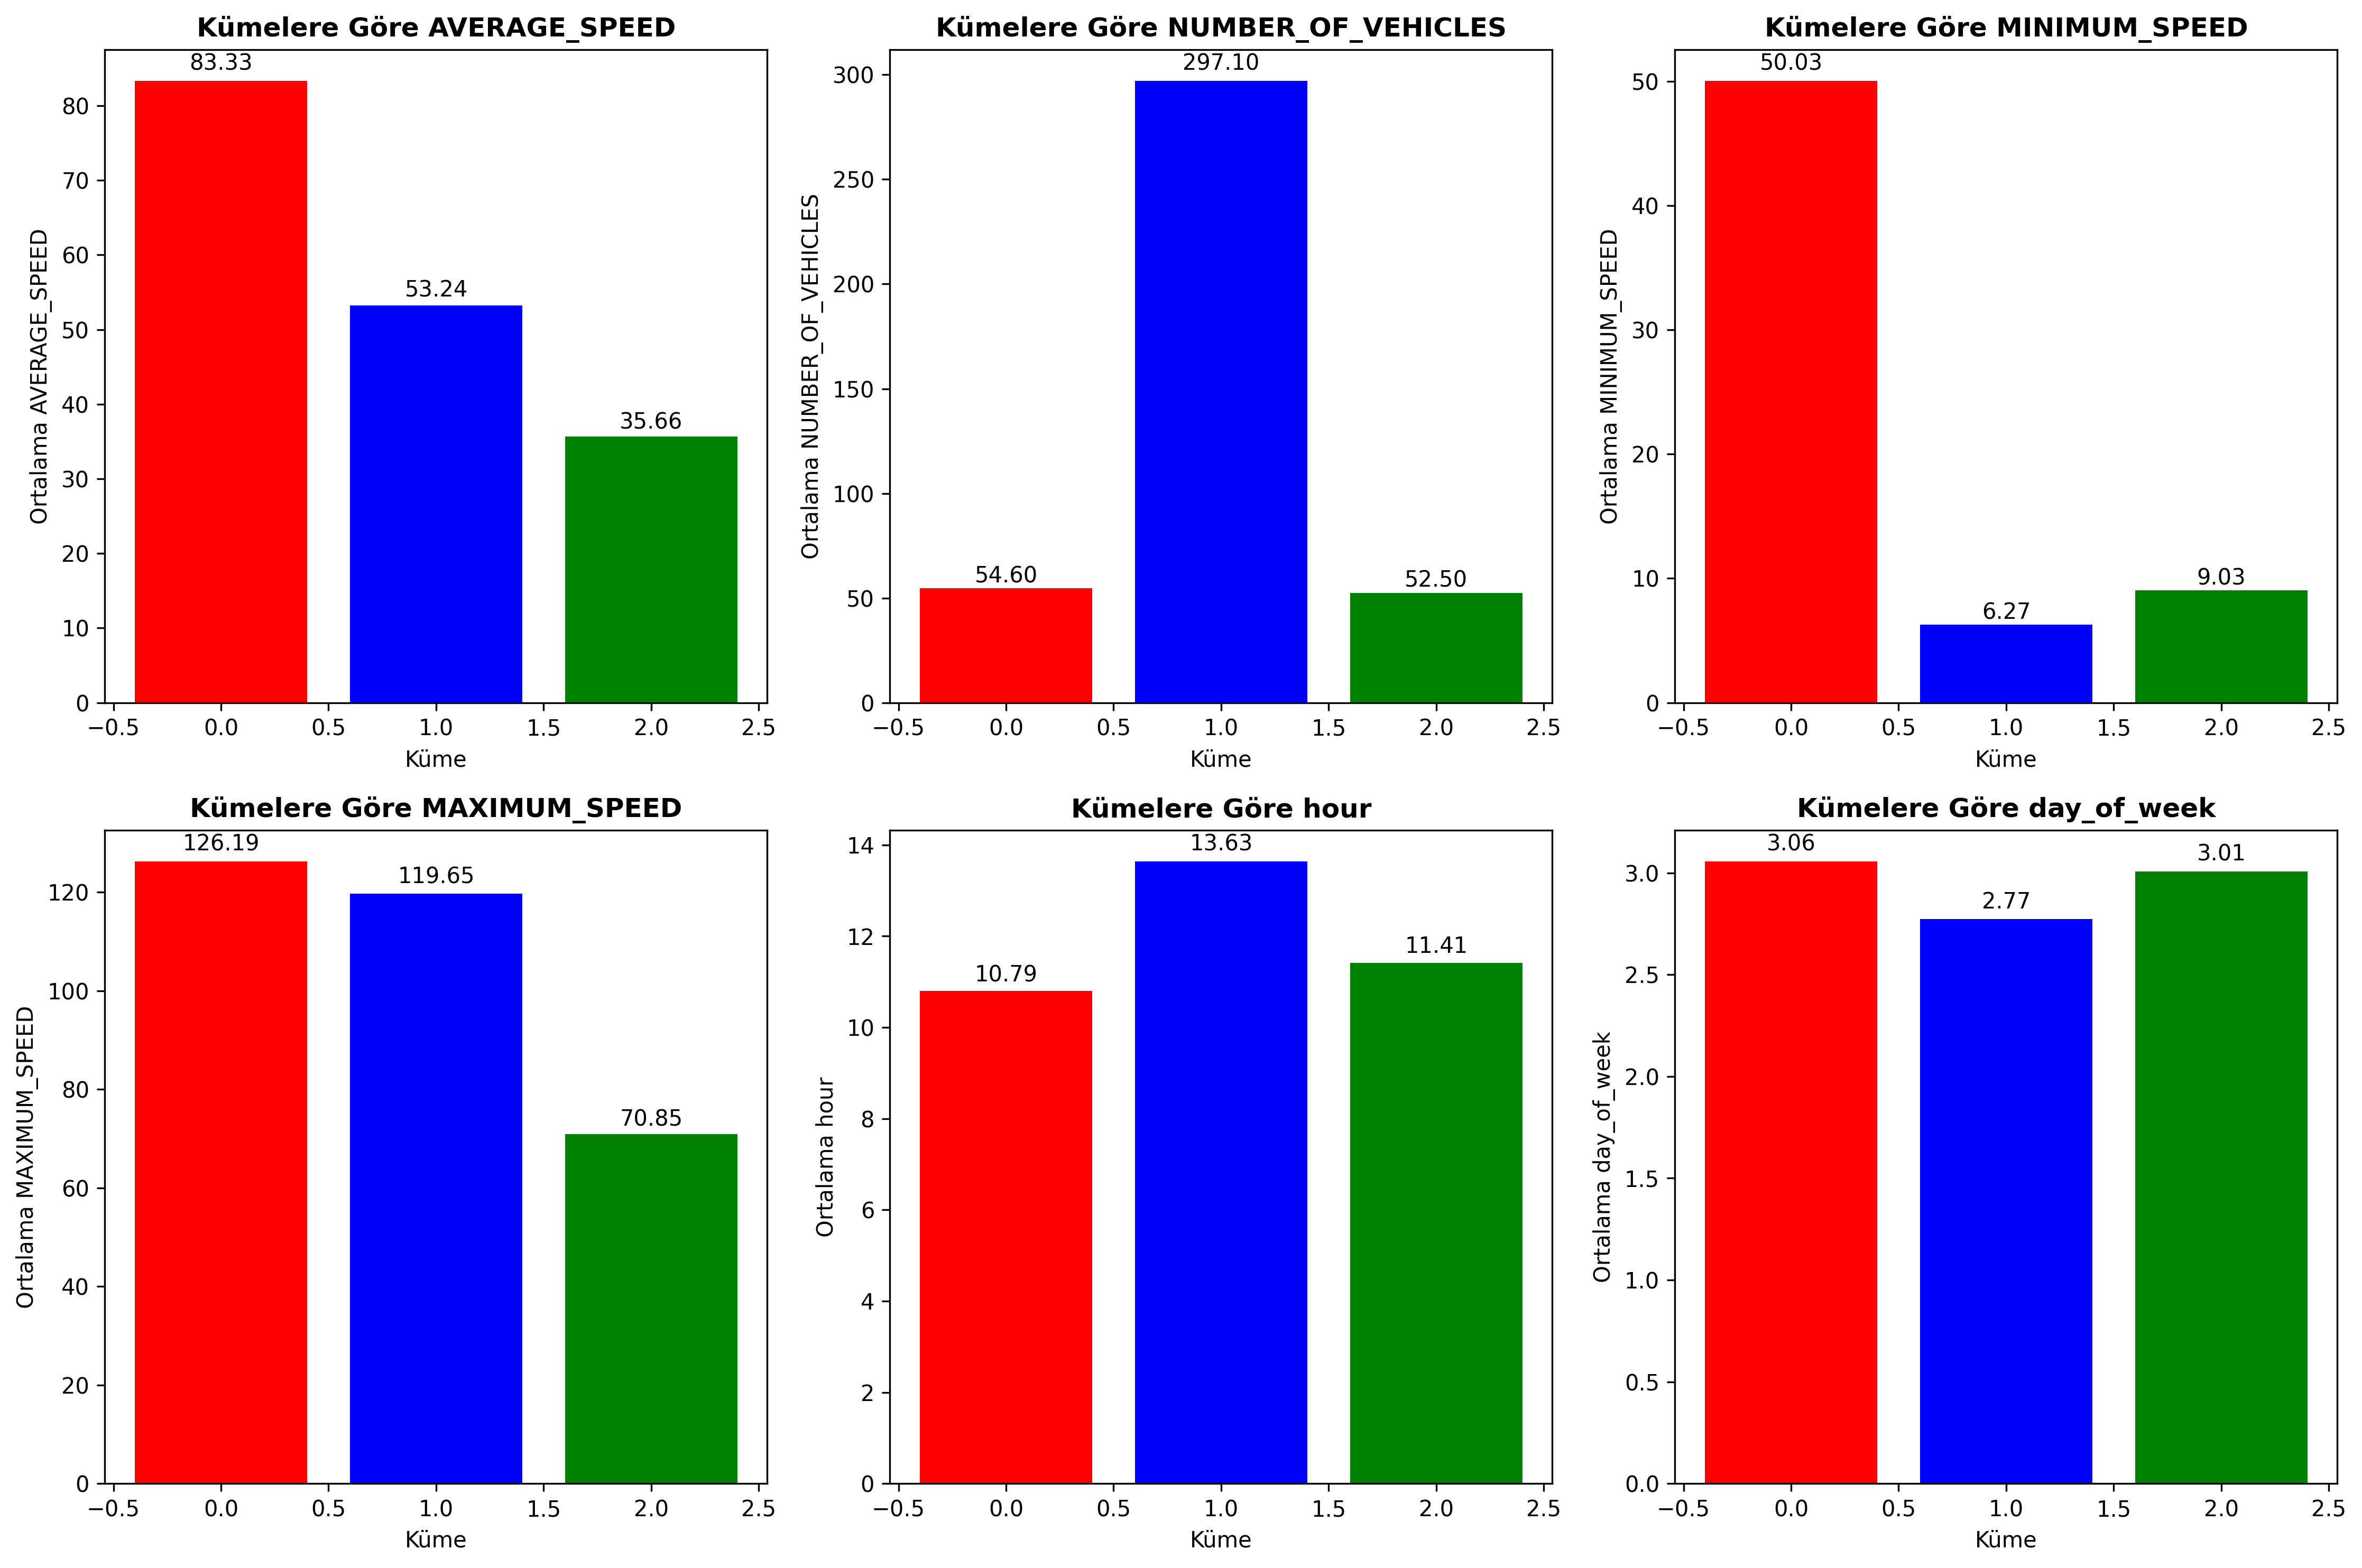 Kümelere Göre AVERAGE_SPEED
83.33
53.24
35.66
Ortalama AVERAGE_SPEED
80
70
60
50
40
30
20
10
0
−0.5 0.0 0.5 1.0 1.5 2.0 2.5
Küme
Kümelere Göre NUMBER_OF_VEHICLES
297.10
54.60
52.50
Ortalama NUMBER_OF_VEHICLES
300
250
200
150
100
50
0
−0.5 0.0 0.5 1.0 1.5 2.0 2.5
Küme
Kümelere Göre MINIMUM_SPEED
50.03
6.27
9.03
Ortalama MINIMUM_SPEED
50
40
30
20
10
0
−0.5 0.0 0.5 1.0 1.5 2.0 2.5
Küme
Kümelere Göre MAXIMUM_SPEED
126.19
119.65
70.85
Ortalama MAXIMUM_SPEED
120
100
80
60
40
20
0
−0.5 0.0 0.5 1.0 1.5 2.0 2.5
Küme
Kümelere Göre hour
13.63
10.79
11.41
Ortalama hour
14
12
10
8
6
4
2
0
−0.5 0.0 0.5 1.0 1.5 2.0 2.5
Küme
Kümelere Göre day_of_week
3.06
2.77
3.01
Ortalama day_of_week
3.0
2.5
2.0
1.5
1.0
0.5
0.0
−0.5 0.0 0.5 1.0 1.5 2.0 2.5
Küme